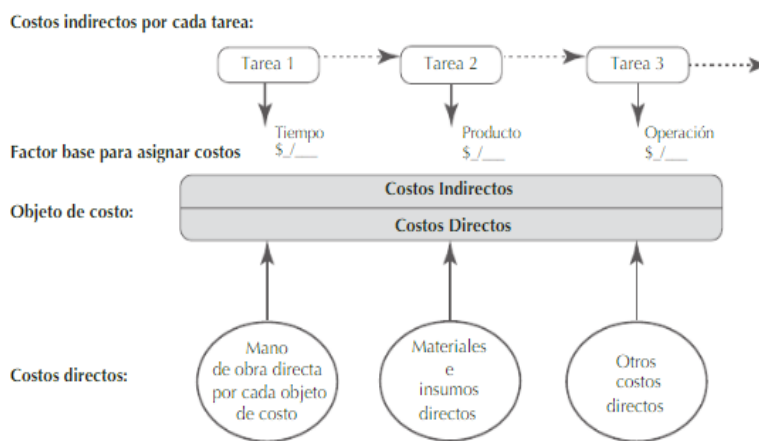 Costos indirectos por cada tarea:
Tarea 1
Tarea 2
Tarea 3
Factor base para asignar costos
Tiempo
$_/___
Producto
$_/___
Operación
$_/___
Objeto de costo:
Costos Indirectos
Costos Directos
Costos directos:
Mano
de obra directa
por cada objeto
de costo
Materiales
e
insumos
directos
Otros
costos
directos